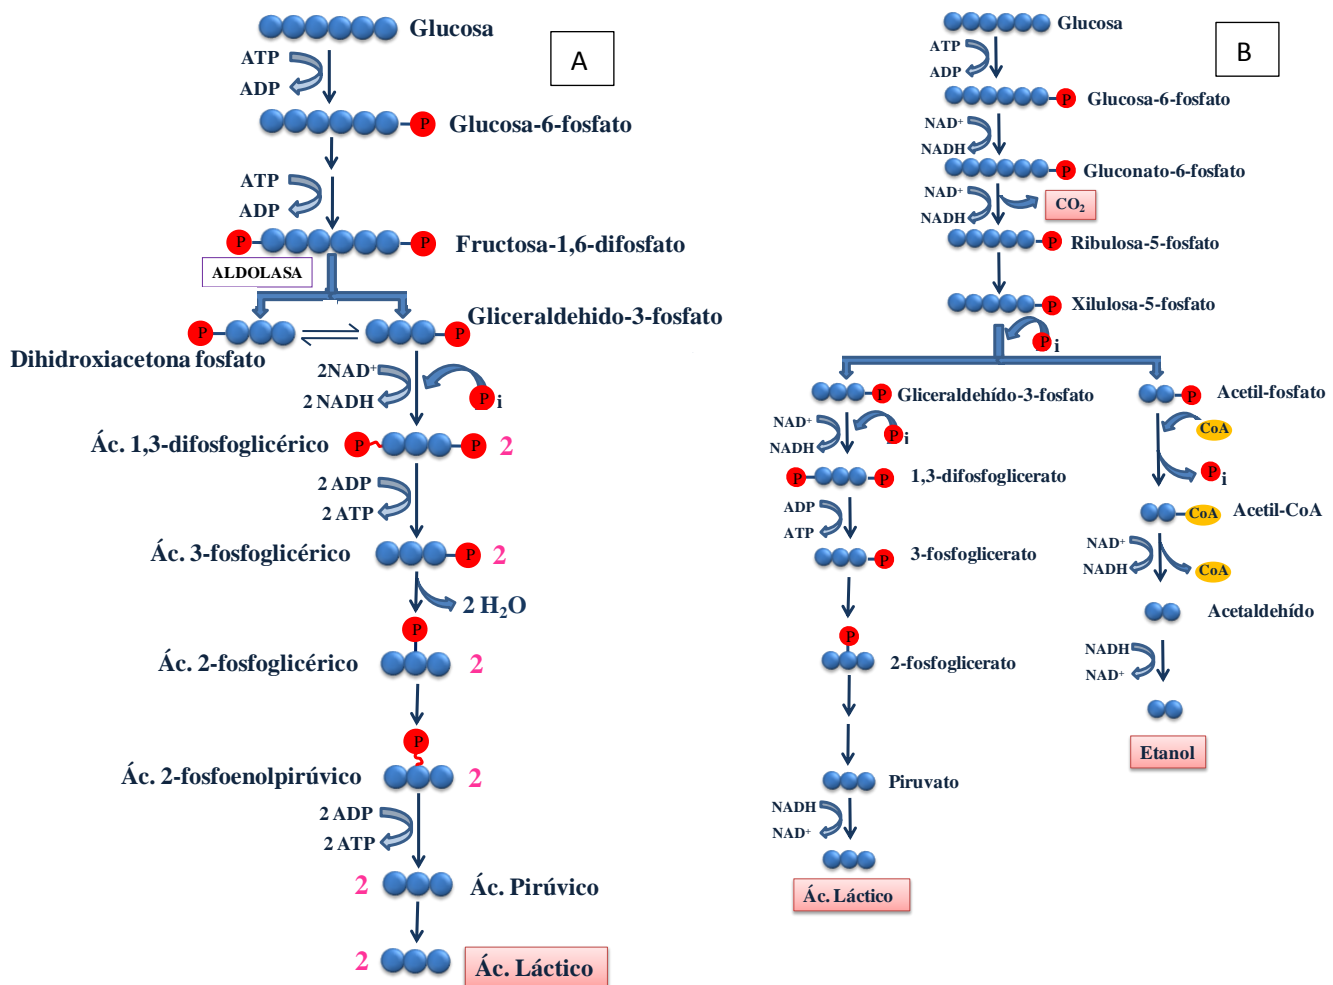 A
Glucosa
ATP
ADP
P
Glucosa-6-fosfato
ATP
ADP
P
P
Fructosa-1,6-difosfato
ALDOLASA
P
P
Gliceraldehido-3-fosfato
Dihidroxiacetona fosfato
2NAD⁺
2 NADH
P i
Ác. 1,3-difosfoglicérico
P
P
2
2 ADP
2 ATP
Ác. 3-fosfoglicérico
P
2
2 H₂O
P
Ác. 2-fosfoglicérico
2
P
Ác. 2-fosfoenolpirúvico
2
2 ADP
2 ATP
2
Ác. Pirúvico
2
Ác. Láctico
B
Glucosa
ATP
ADP
P
Glucosa-6-fosfato
NAD⁺
NADH
P
Gluconato-6-fosfato
NAD⁺
NADH
CO₂
P
Ribulosa-5-fosfato
P
Xilulosa-5-fosfato
P i
P
Gliceraldehído-3-fosfato
NAD⁺
NADH
P i
P
P
1,3-difosfoglicerato
ADP
ATP
P
3-fosfoglicerato
P
2-fosfoglicerato
Piruvato
NADH
NAD⁺
Ác. Láctico
P
Acetil-fosfato
CoA
P i
CoA
Acetil-CoA
NAD⁺
NADH
CoA
Acetaldehído
NADH
NAD⁺
Etanol